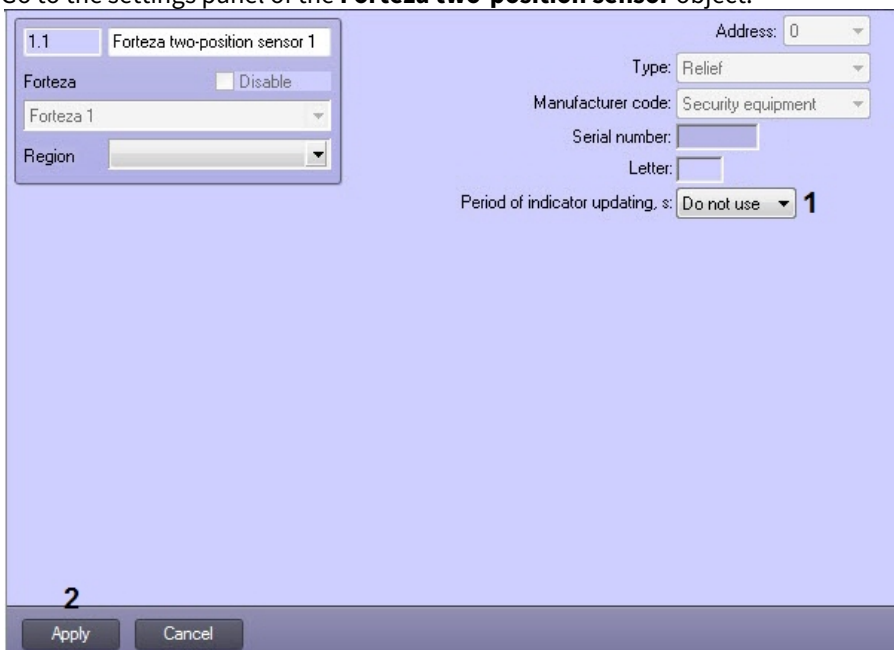 Go to the settings panel of the Forteza two-position sensor object.
1.1 Forteza two-position sensor 1
Forteza Disable
Forteza 1
Region
Address: 0
Type: Relief
Manufacturer code: Security equipment
Serial number:
Letter:
Period of indicator updating, s: Do not use 1
2
Apply Cancel